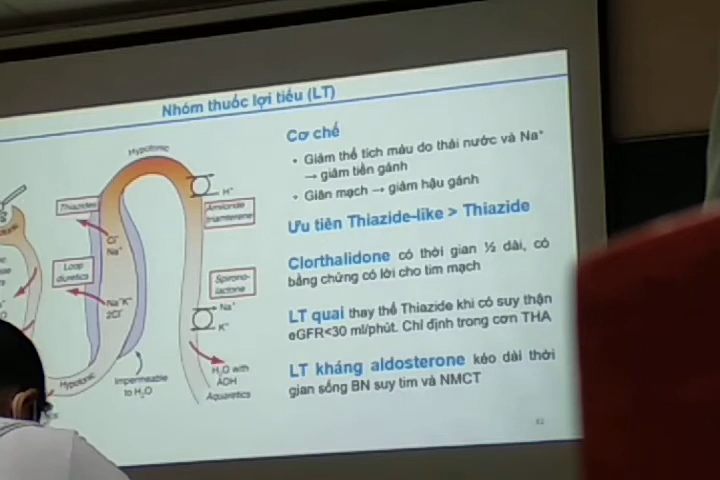 Nhóm thuốc lợi tiểu (LT)
Hypotonic
H⁺
Thiazides
Amiloride
triamterene
Cl⁻
Na⁺
Loop
diuretics
Na⁺K⁺
2Cl⁻
Spirono-
lactone
Na⁺
K⁺
Hypotonic
Impermeable
to H₂O
H₂O with
ADH
Aquaretics
Cơ chế
• Giảm thể tích máu do thải nước và Na⁺
→ giảm tiền gánh
• Giãn mạch → giảm hậu gánh
Ưu tiên Thiazide-like > Thiazide
Clorthalidone có thời gian ½ dài, có
bằng chứng có lợi cho tim mạch
LT quai thay thế Thiazide khi có suy thận
eGFR<30 ml/phút. Chỉ định trong cơn THA
LT kháng aldosterone kéo dài thời
gian sống BN suy tim và NMCT